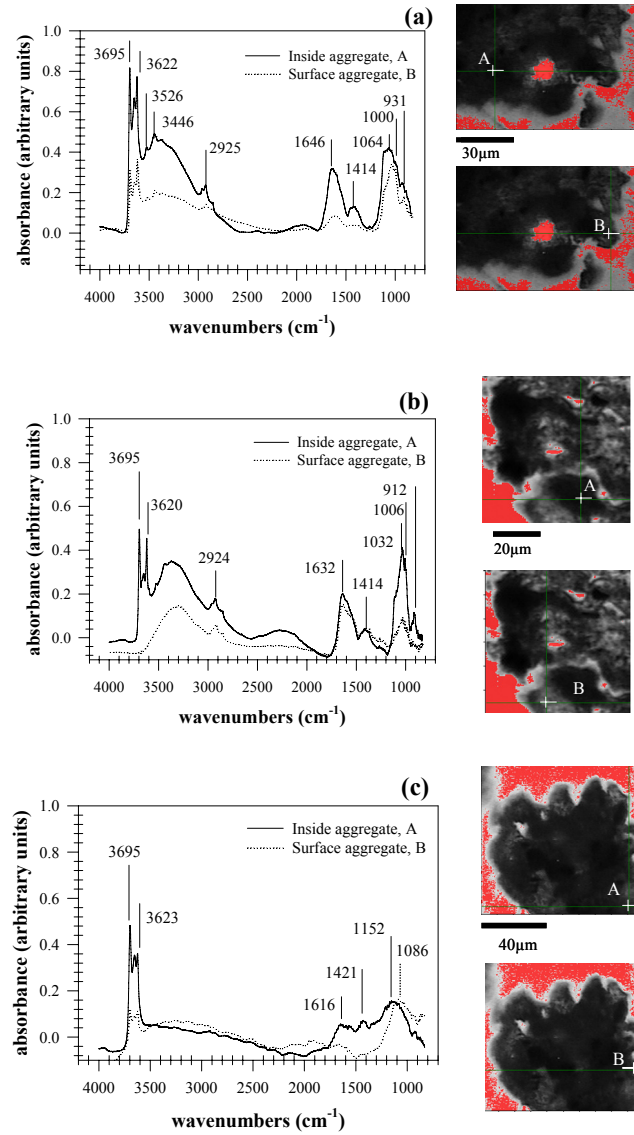 (a)
3695
3622
3526
3446
2925
Inside aggregate, A
Surface aggregate, B
1646
1414
1064
1000
931
1.0
0.8
0.6
0.4
0.2
0.0
absorbance (arbitrary units)
4000 3500 3000 2500 2000 1500 1000
wavenumbers (cm-1)
A
30µm
B
(b)
3695
3620
2924
Inside aggregate, A
Surface aggregate, B
1632
1414
1032
1006
912
1.0
0.8
0.6
0.4
0.2
0.0
absorbance (arbitrary units)
4000 3500 3000 2500 2000 1500 1000
wavenumbers (cm-1)
A
20µm
B
(c)
3695
3623
Inside aggregate, A
Surface aggregate, B
1616
1421
1152
1086
1.0
0.8
0.6
0.4
0.2
0.0
absorbance (arbitrary units)
4000 3500 3000 2500 2000 1500 1000
wavenumbers (cm-1)
A
40µm
B